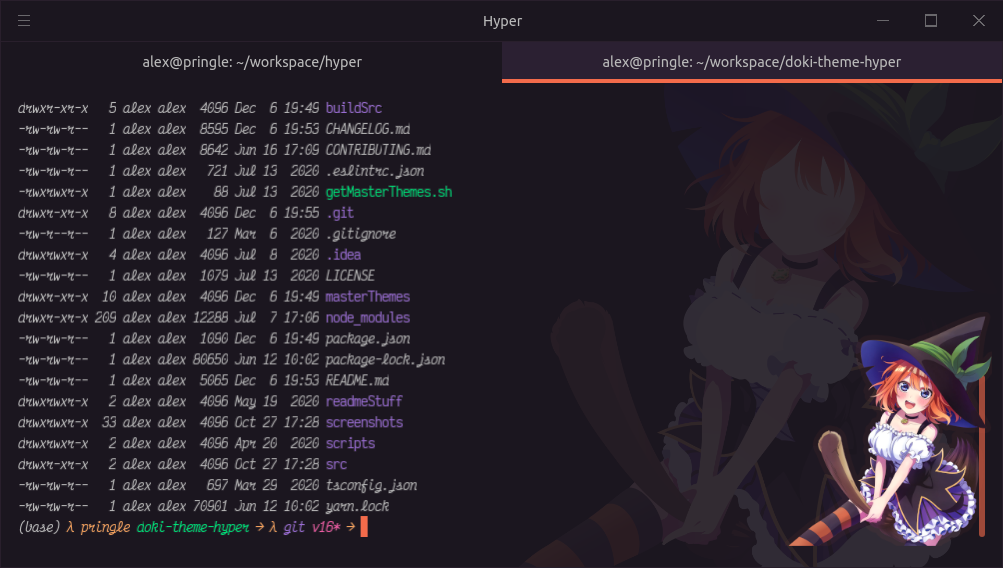 Hyper
alex@pringle: ~/workspace/hyper
alex@pringle: ~/workspace/doki-theme-hyper
drwxr-xr-x 5 alex alex 4096 Dec 6 19:49 buildSrc
-rw-rw-r-- 1 alex alex 8595 Dec 6 19:53 CHANGELOG.md
-rw-rw-r-- 1 alex alex 8642 Jun 16 17:09 CONTRIBUTING.md
-rw-rw-r-- 1 alex alex 721 Jul 13 2020 .eslintrc.json
-rwxrwxr-x 1 alex alex 88 Jul 13 2020 getMasterThemes.sh
drwxr-xr-x 8 alex alex 4096 Dec 6 19:55 .git
-rw-r--r-- 1 alex alex 127 Mar 6 2020 .gitignore
drwxr-xr-x 4 alex alex 4096 Jul 8 2020 .idea
-rw-rw-r-- 1 alex alex 1079 Jul 13 2020 LICENSE
drwxr-xr-x 10 alex alex 4096 Dec 6 19:49 masterThemes
drwxr-xr-x 209 alex alex 12288 Jul 7 17:06 node_modules
-rw-rw-r-- 1 alex alex 1090 Dec 6 19:49 package.json
-rw-rw-r-- 1 alex alex 80650 Jun 12 10:02 package-lock.json
-rw-rw-r-- 1 alex alex 5065 Dec 6 19:53 README.md
drwxrwxr-x 2 alex alex 4096 May 19 2020 readmeStuff
drwxr-xr-x 33 alex alex 4096 Oct 27 17:28 screenshots
drwxrwxr-x 2 alex alex 4096 Apr 20 2020 scripts
drwxr-xr-x 2 alex alex 4096 Oct 27 17:28 src
-rw-rw-r-- 1 alex alex 697 Mar 29 2020 tsconfig.json
-rw-rw-r-- 1 alex alex 70901 Jun 12 10:02 yarn.lock
(base) λ pringle doki-theme-hyper → λ git v16* →